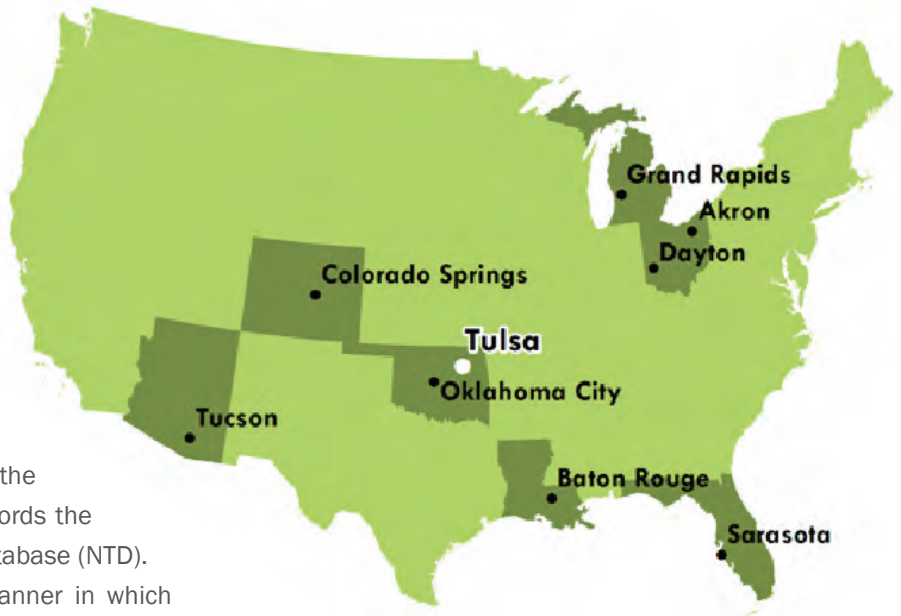 Grand Rapids
Akron
Dayton
Colorado Springs
Tulsa
Oklahoma City
Tucson
Baton Rouge
Sarasota
the
ords the
tabase (NTD).
anner in which